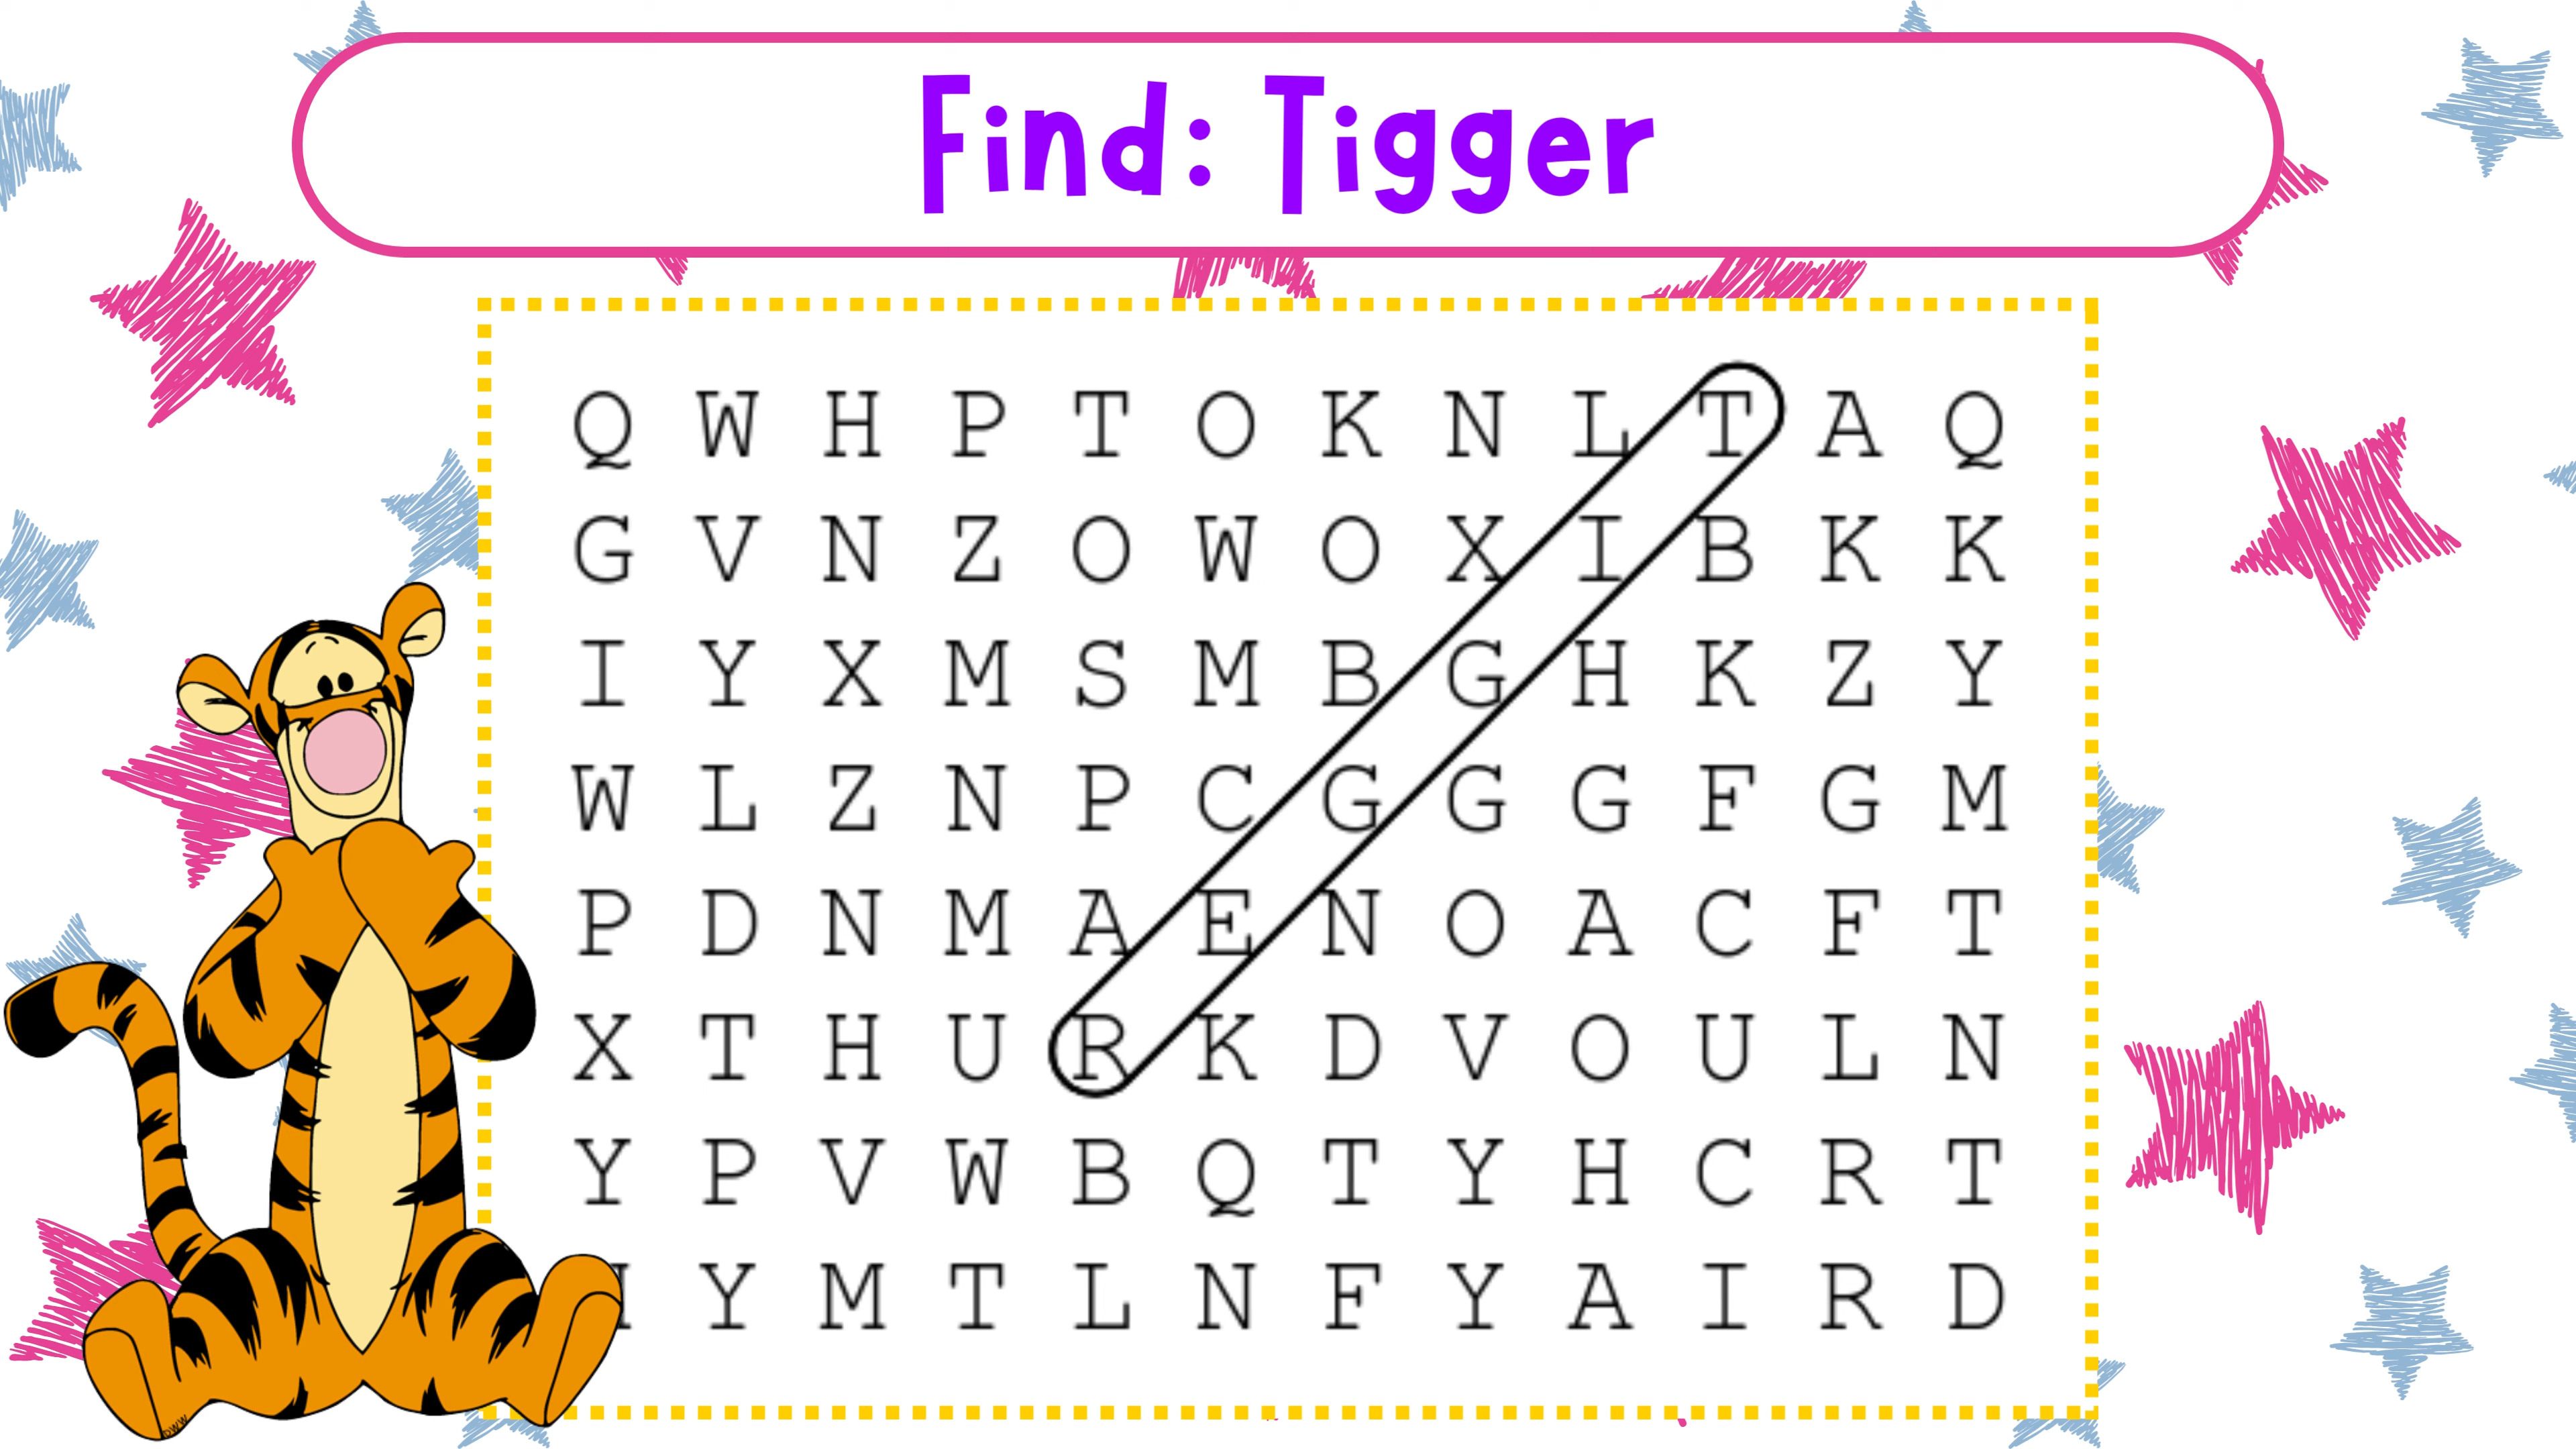 Find: Tigger
Q W H P T O K N L T A Q
G V N Z O W O X I B K K
I Y X M S M B G H K Z Y
W L Z N P C G G G F G M
P D N M A E N O A C F T
X T H U R K D V O U L N
Y P V W B Q T Y H C R T
Y M T L N F Y A I R D